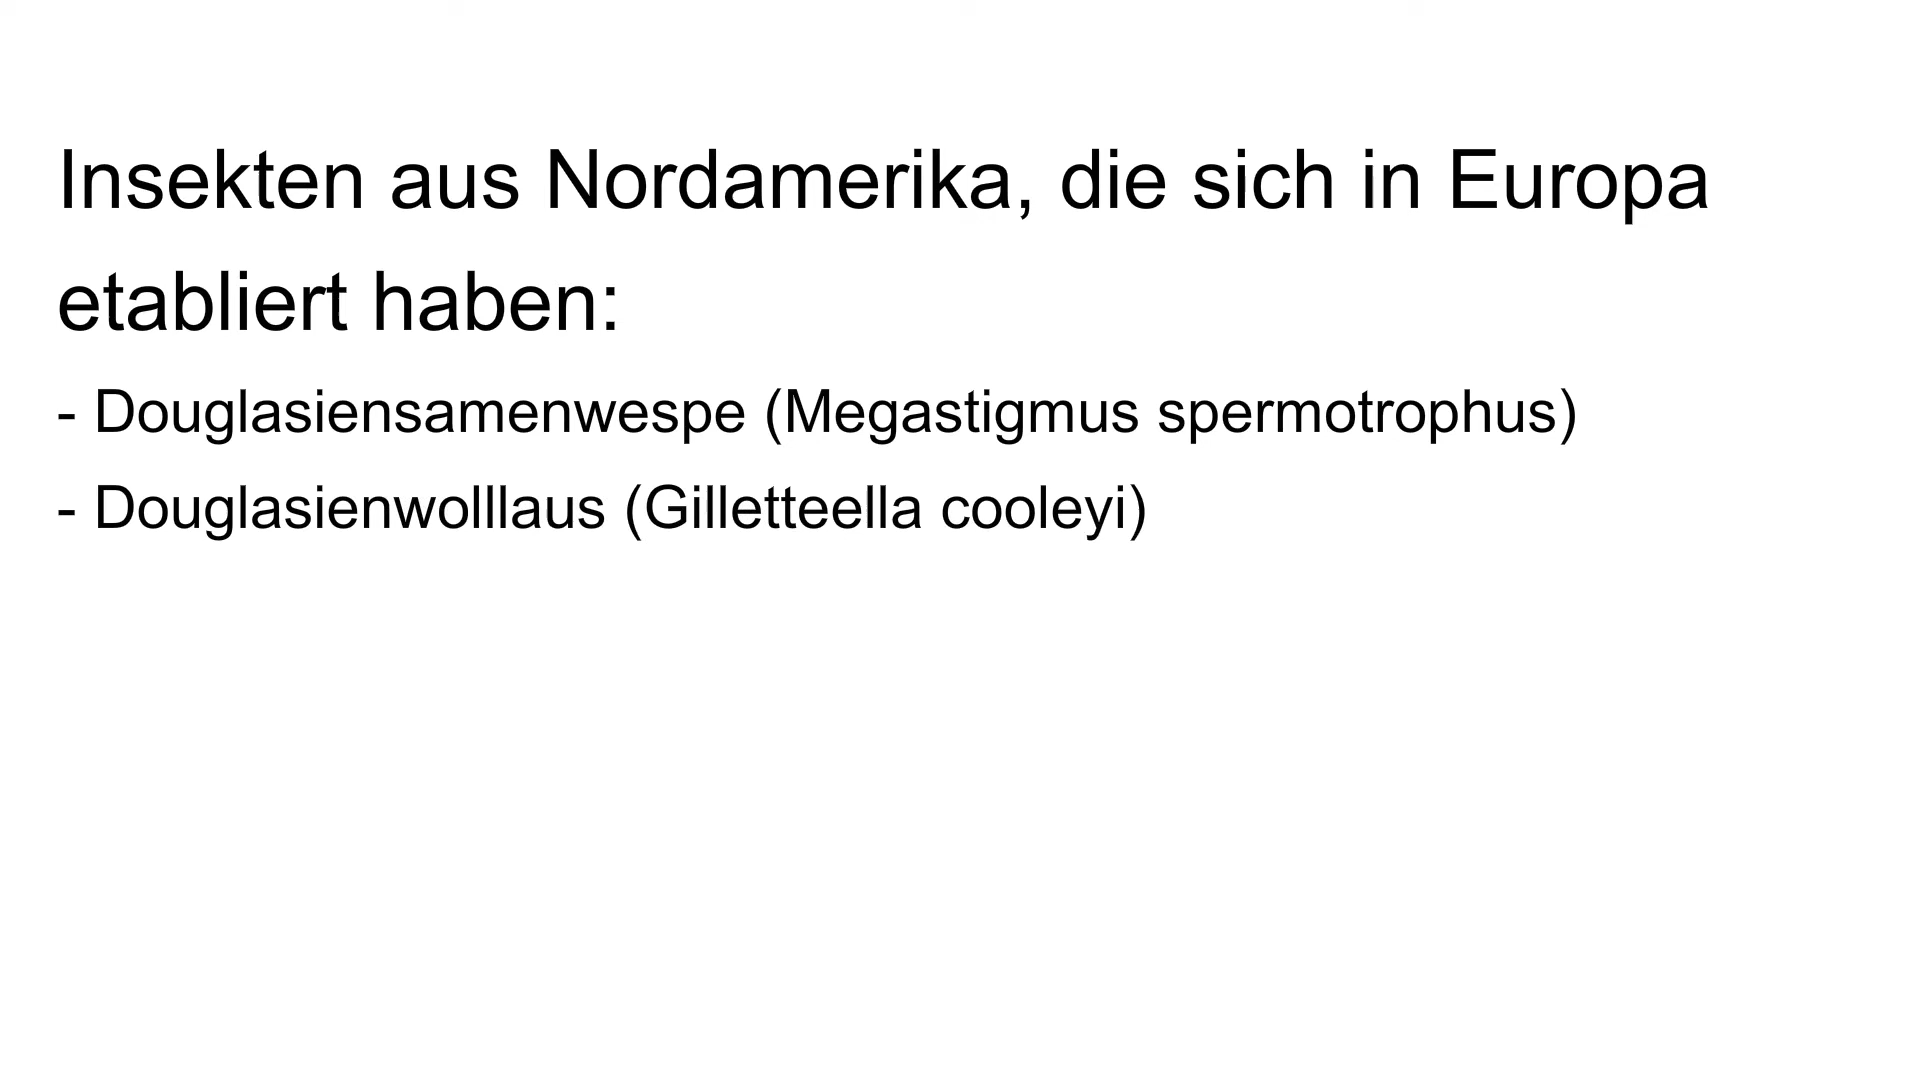 Insekten aus Nordamerika, die sich in Europa
etabliert haben:
- Douglasiensamenwespe (Megastigmus spermotrophus)
- Douglasienwolllaus (Gilletteella cooleyi)